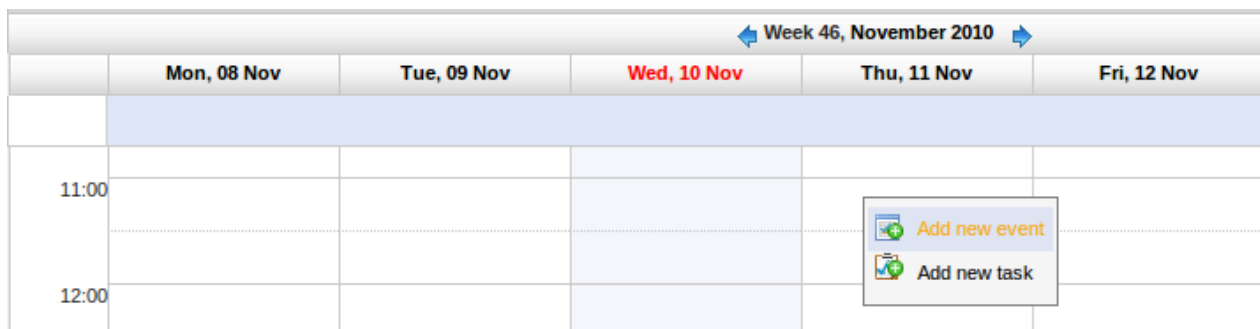 Week 46, November 2010
Mon, 08 Nov Tue, 09 Nov Wed, 10 Nov Thu, 11 Nov Fri, 12 Nov
11:00
Add new event
Add new task
12:00